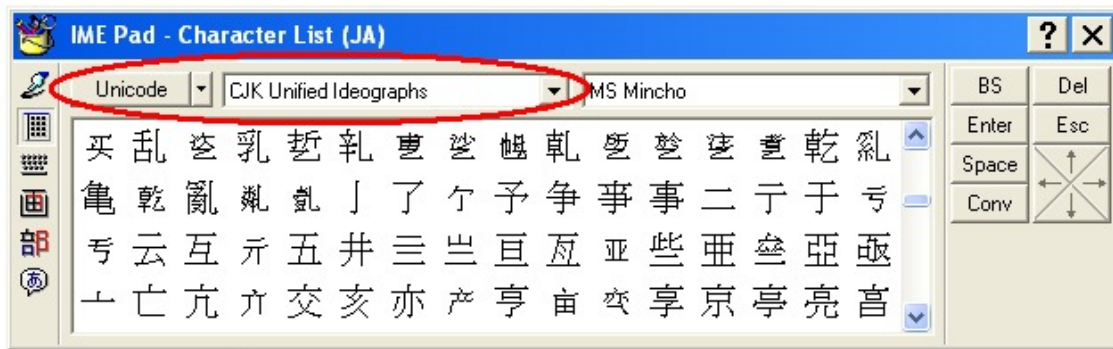 IME Pad - Character List (JA)
Unicode CJK Unified Ideographs MS Mincho
买 乱 乲 乳 乴 乵 乶 乷 乸 乹 乺 乻 乼 乽 乾 乿
亀 亁 亂 亃 亄 亅 了 亇 予 争 亊 事 二 亍 于 亏
亐 云 互 亓 五 井 亖 亗 亘 亙 亚 些 亜 亝 亞 亟
亠 亡 亢 亣 交 亥 亦 产 亨 亩 亪 享 京 亭 亮 亯
BS Del
Enter Esc
Space
Conv
画
部
あ